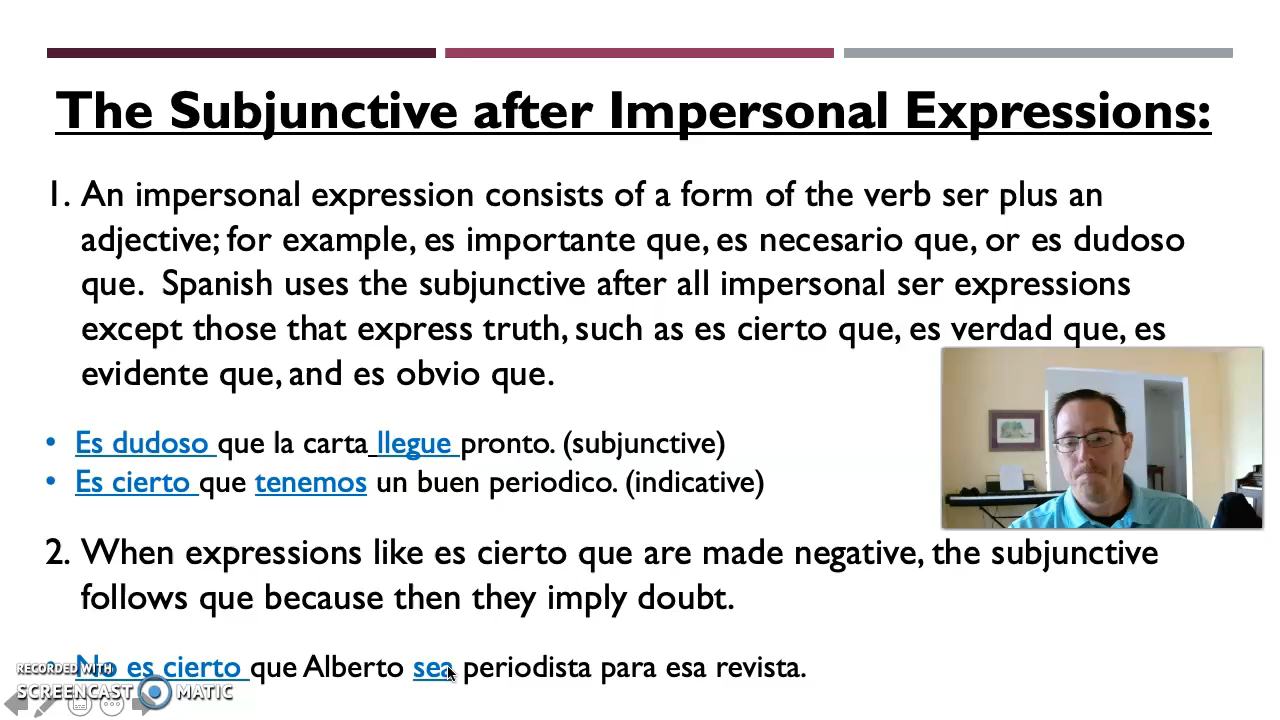 The Subjunctive after Impersonal Expressions:
1. An impersonal expression consists of a form of the verb ser plus an
adjective; for example, es importante que, es necesario que, or es dudoso
que. Spanish uses the subjunctive after all impersonal ser expressions
except those that express truth, such as es cierto que, es verdad que, es
evidente que, and es obvio que.
• Es dudoso que la carta llegue pronto. (subjunctive)
• Es cierto que tenemos un buen periodico. (indicative)
2. When expressions like es cierto que are made negative, the subjunctive
follows que because then they imply doubt.
• No es cierto que Alberto sea periodista para esa revista.
RECORDED WITH
SCREENCAST MATIC